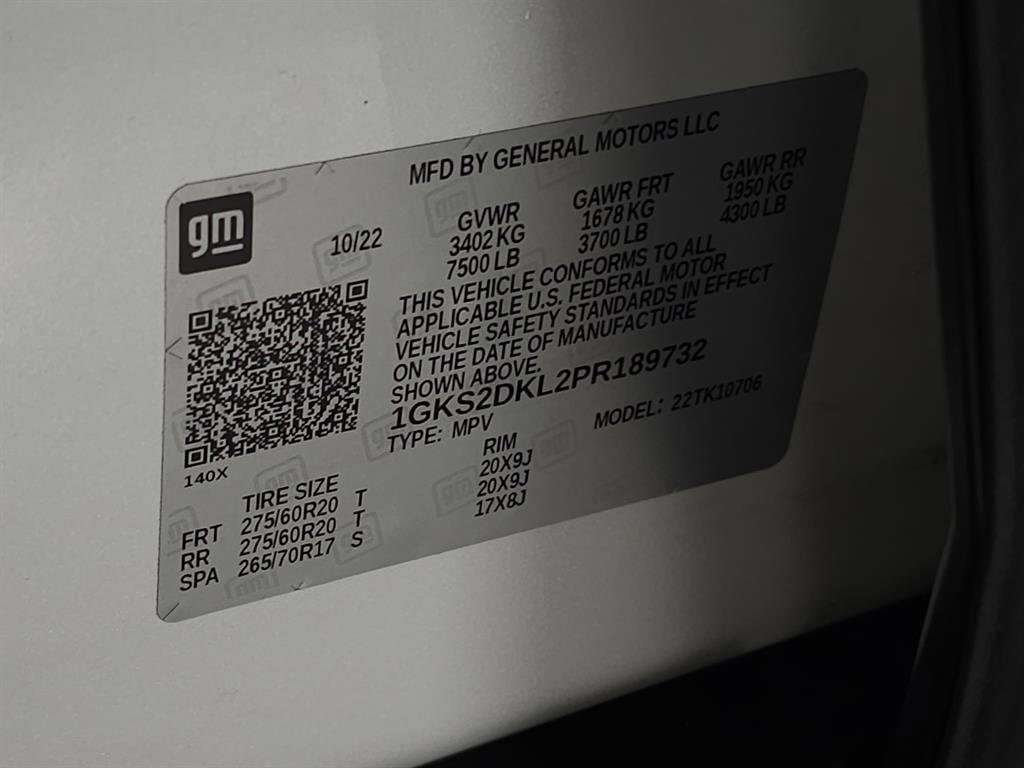 MFD BY GENERAL MOTORS LLC
gm
10/22
GVWR GAWR FRT GAWR RR
3402 KG 1678 KG 1950 KG
7500 LB 3700 LB 4300 LB
THIS VEHICLE CONFORMS TO ALL
APPLICABLE U.S. FEDERAL MOTOR
VEHICLE SAFETY STANDARDS IN EFFECT
ON THE DATE OF MANUFACTURE
SHOWN ABOVE.
1GKS2DKL2PR189732
TYPE: MPV MODEL: 22TK10706
140X
TIRE SIZE RIM
FRT 275/60R20 T 20X9J
RR 275/60R20 T 20X9J
SPA 265/70R17 S 17X8J